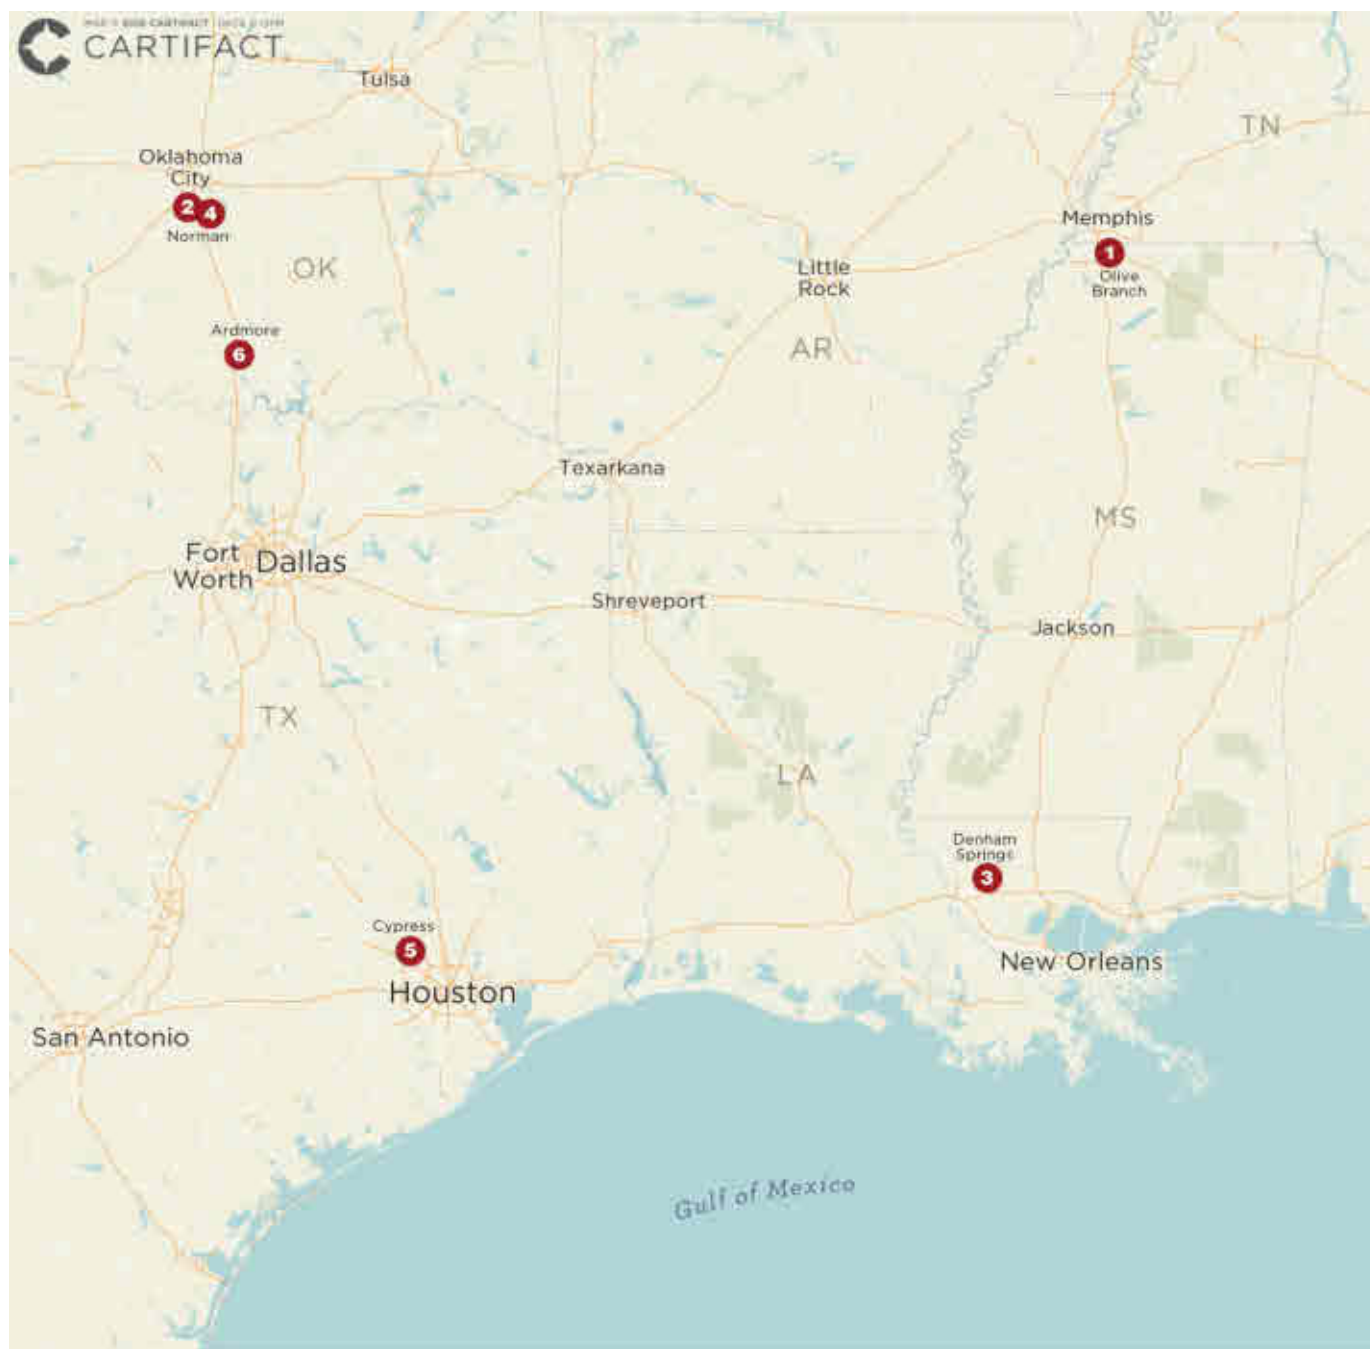 CARTIFACT
Tulsa
TN
Oklahoma
City
2
4
Norman
Memphis
1
Olive
Branch
OK
Little
Rock
Ardmore
6
AR
Texarkana
MS
Fort
Worth
Dallas
Shreveport
Jackson
TX
LA
Denham
Springs
3
Cypress
5
New Orleans
Houston
San Antonio
Gulf of Mexico